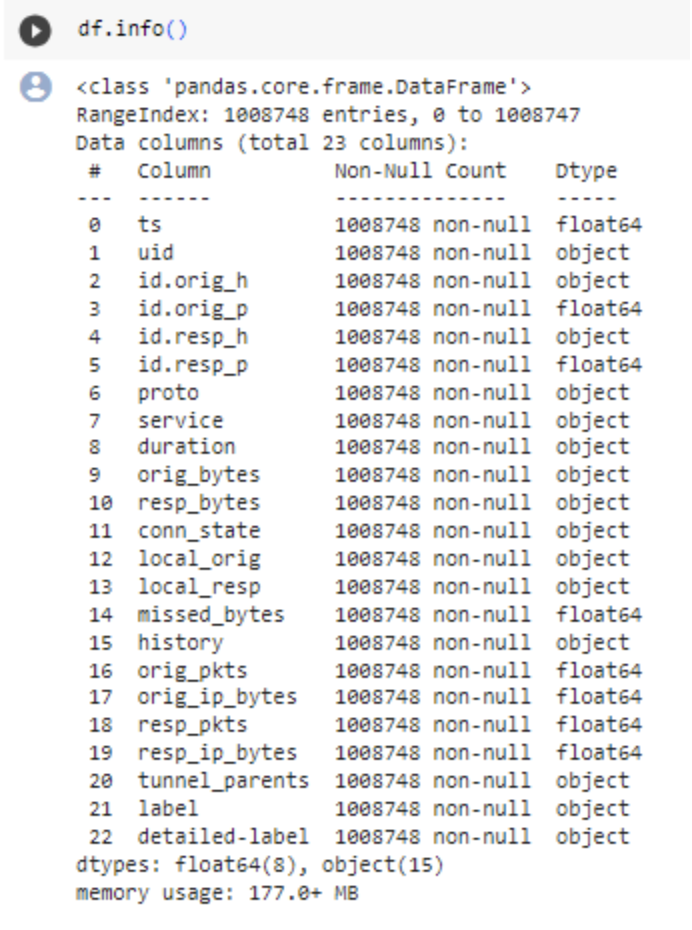 df.info()
<class 'pandas.core.frame.DataFrame'>
RangeIndex: 1008748 entries, 0 to 1008747
Data columns (total 23 columns):
 #   Column          Non-Null Count    Dtype
---  ------          --------------    -----
 0   ts              1008748 non-null  float64
 1   uid             1008748 non-null  object
 2   id.orig_h       1008748 non-null  object
 3   id.orig_p       1008748 non-null  float64
 4   id.resp_h       1008748 non-null  object
 5   id.resp_p       1008748 non-null  float64
 6   proto           1008748 non-null  object
 7   service         1008748 non-null  object
 8   duration        1008748 non-null  object
 9   orig_bytes      1008748 non-null  object
 10  resp_bytes      1008748 non-null  object
 11  conn_state      1008748 non-null  object
 12  local_orig      1008748 non-null  object
 13  local_resp      1008748 non-null  object
 14  missed_bytes    1008748 non-null  float64
 15  history         1008748 non-null  object
 16  orig_pkts       1008748 non-null  float64
 17  orig_ip_bytes   1008748 non-null  float64
 18  resp_pkts       1008748 non-null  float64
 19  resp_ip_bytes   1008748 non-null  float64
 20  tunnel_parents  1008748 non-null  object
 21  label           1008748 non-null  object
 22  detailed-label  1008748 non-null  object
dtypes: float64(8), object(15)
memory usage: 177.0+ MB